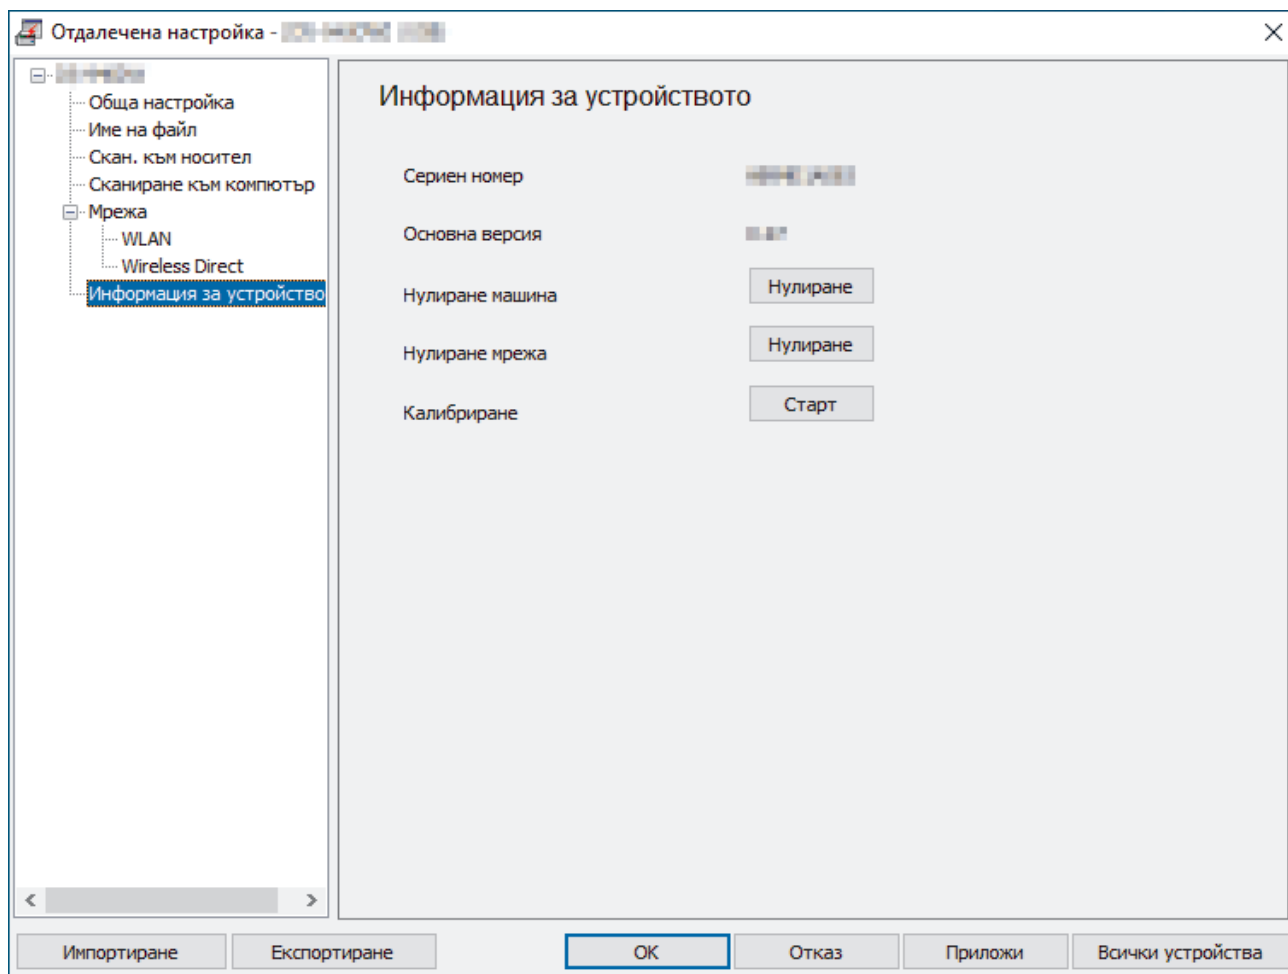 Отдалечена настройка -
Обща настройка
Име на файл
Скан. към носител
Сканиране към компютър
Мрежа
WLAN
Wireless Direct
Информация за устройство
Информация за устройството
Сериен номер
Основна версия
Нулиране машина
Нулиране
Нулиране мрежа
Нулиране
Калибриране
Старт
Импортиране
Експортиране
OK
Отказ
Приложи
Всички устройства